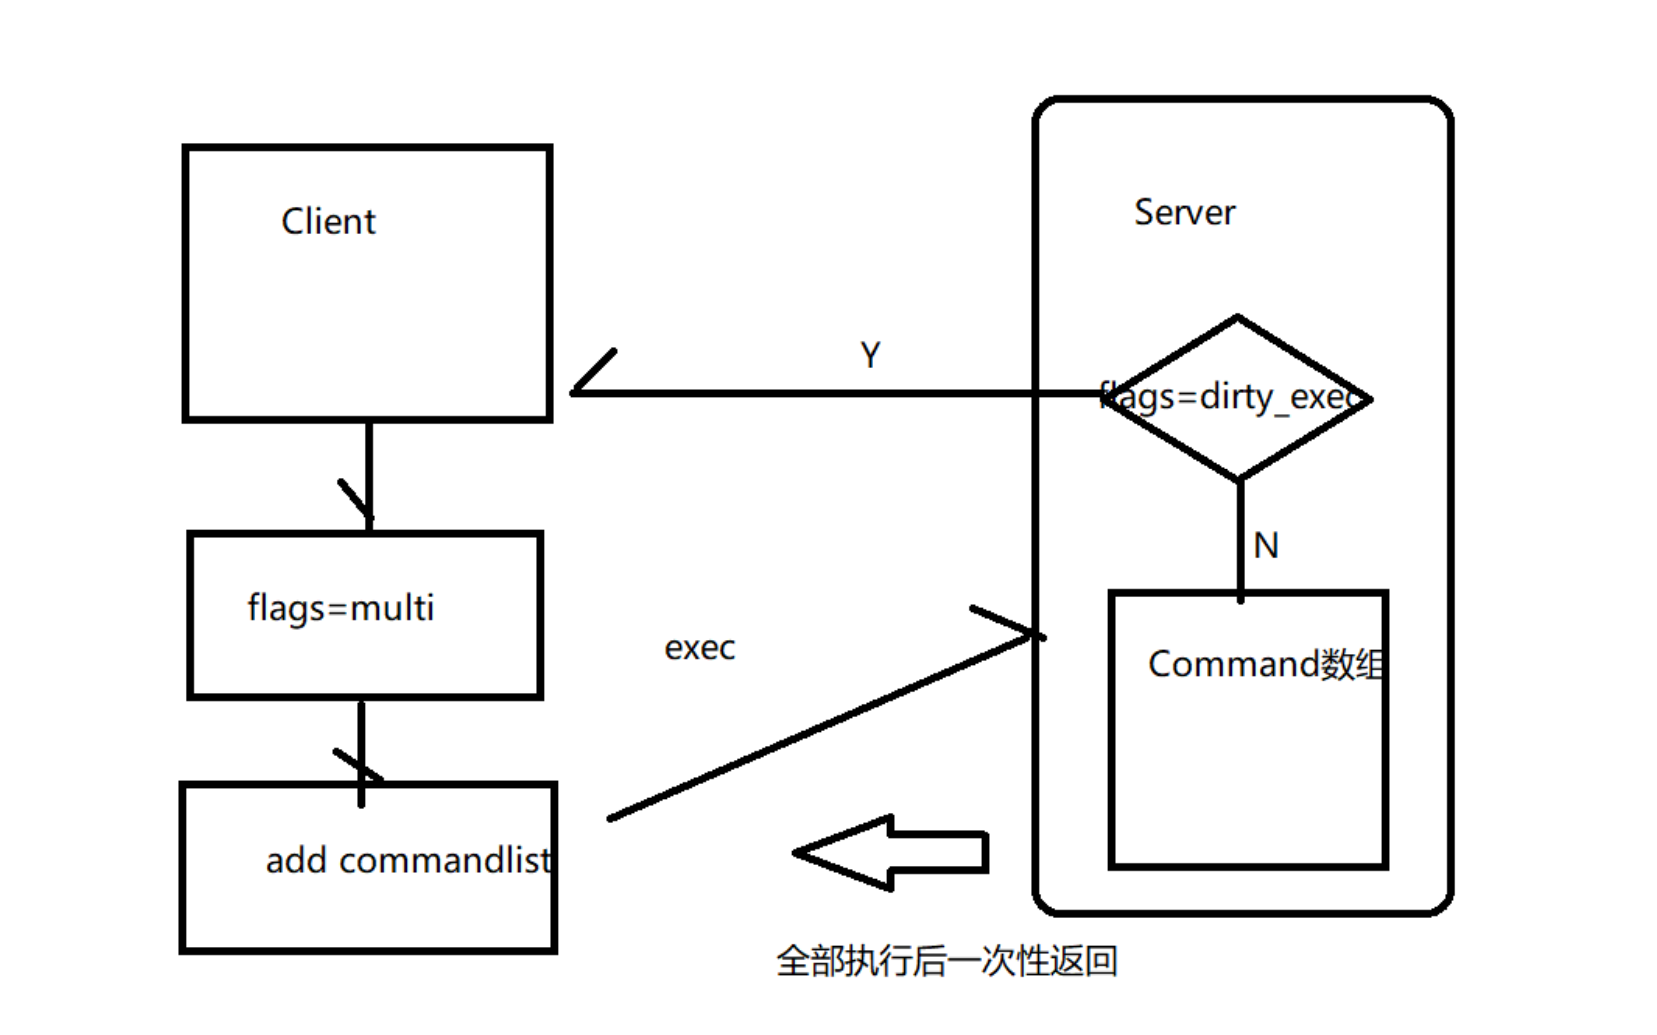 Client
Server
Y
flags=dirty_exec
N
flags=multi
exec
Command数组
add commandlist
全部执行后一次性返回